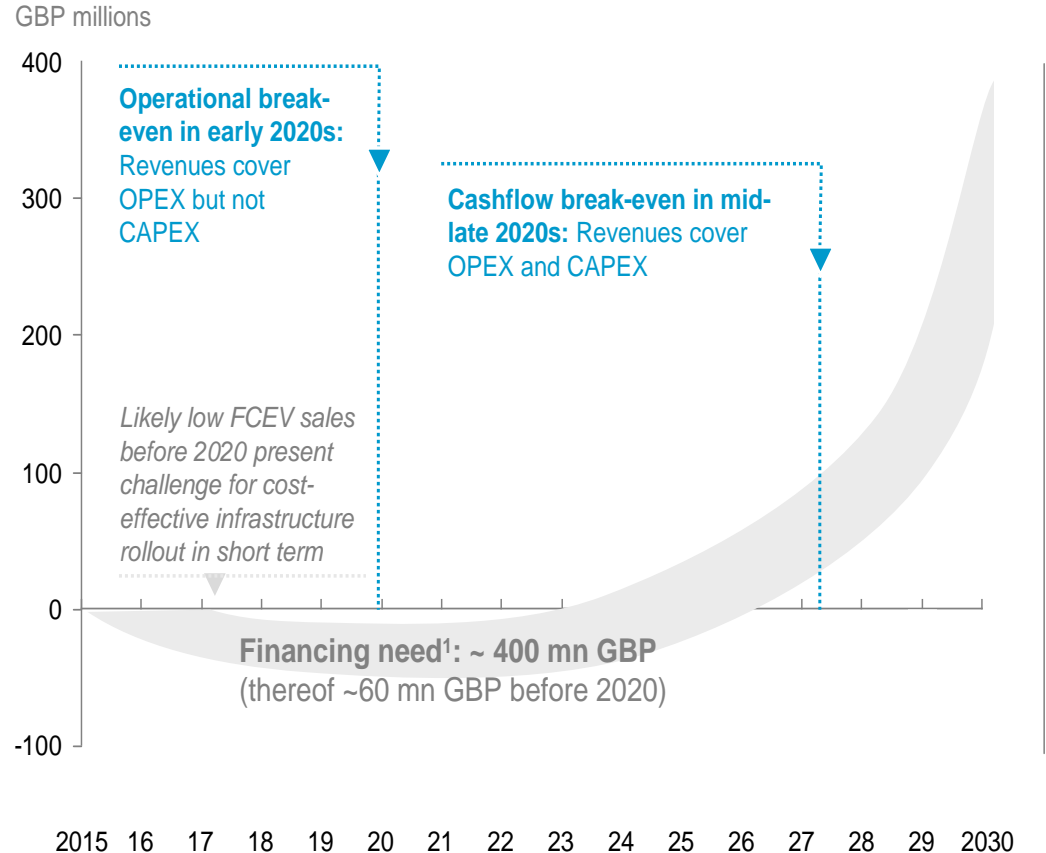 GBP millions
400
300
200
100
0
-100
Operational break-
even in early 2020s:
Revenues cover
OPEX but not
CAPEX
Cashflow break-even in mid-
late 2020s: Revenues cover
OPEX and CAPEX
Likely low FCEV sales
before 2020 present
challenge for cost-
effective infrastructure
rollout in short term
Financing need¹: ~ 400 mn GBP
(thereof ~60 mn GBP before 2020)
2015 16 17 18 19 20 21 22 23 24 25 26 27 28 29 2030